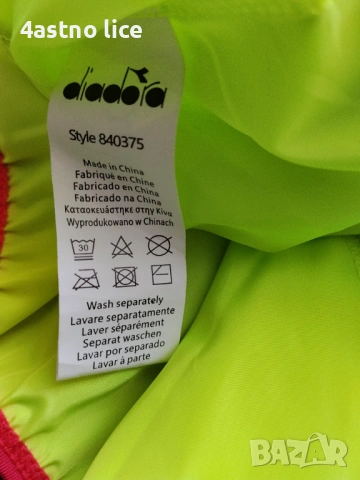 4astno lice
diadora
Style 840375
Made in China
Fabriqué en Chine
Fabricado en China
Fabricado na China
Κατασκευάστηκε στην Κίνα
Wyprodukowano w Chinach
30
Wash separately
Lavare separatamente
Laver séparément
Separat waschen
Lavar por separado
Lavar à parte
BAZAR